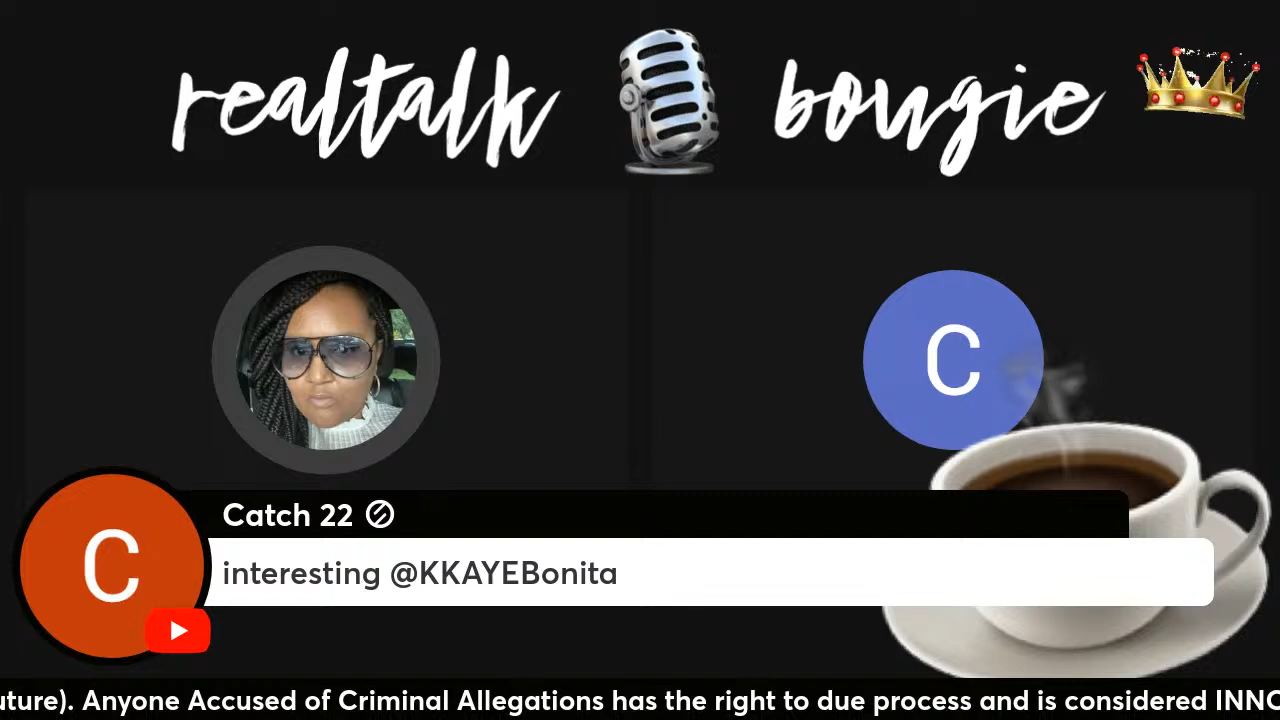 realtalk bougie
C
Catch 22
C
interesting @KKAYEBonita
uture). Anyone Accused of Criminal Allegations has the right to due process and is considered INNO